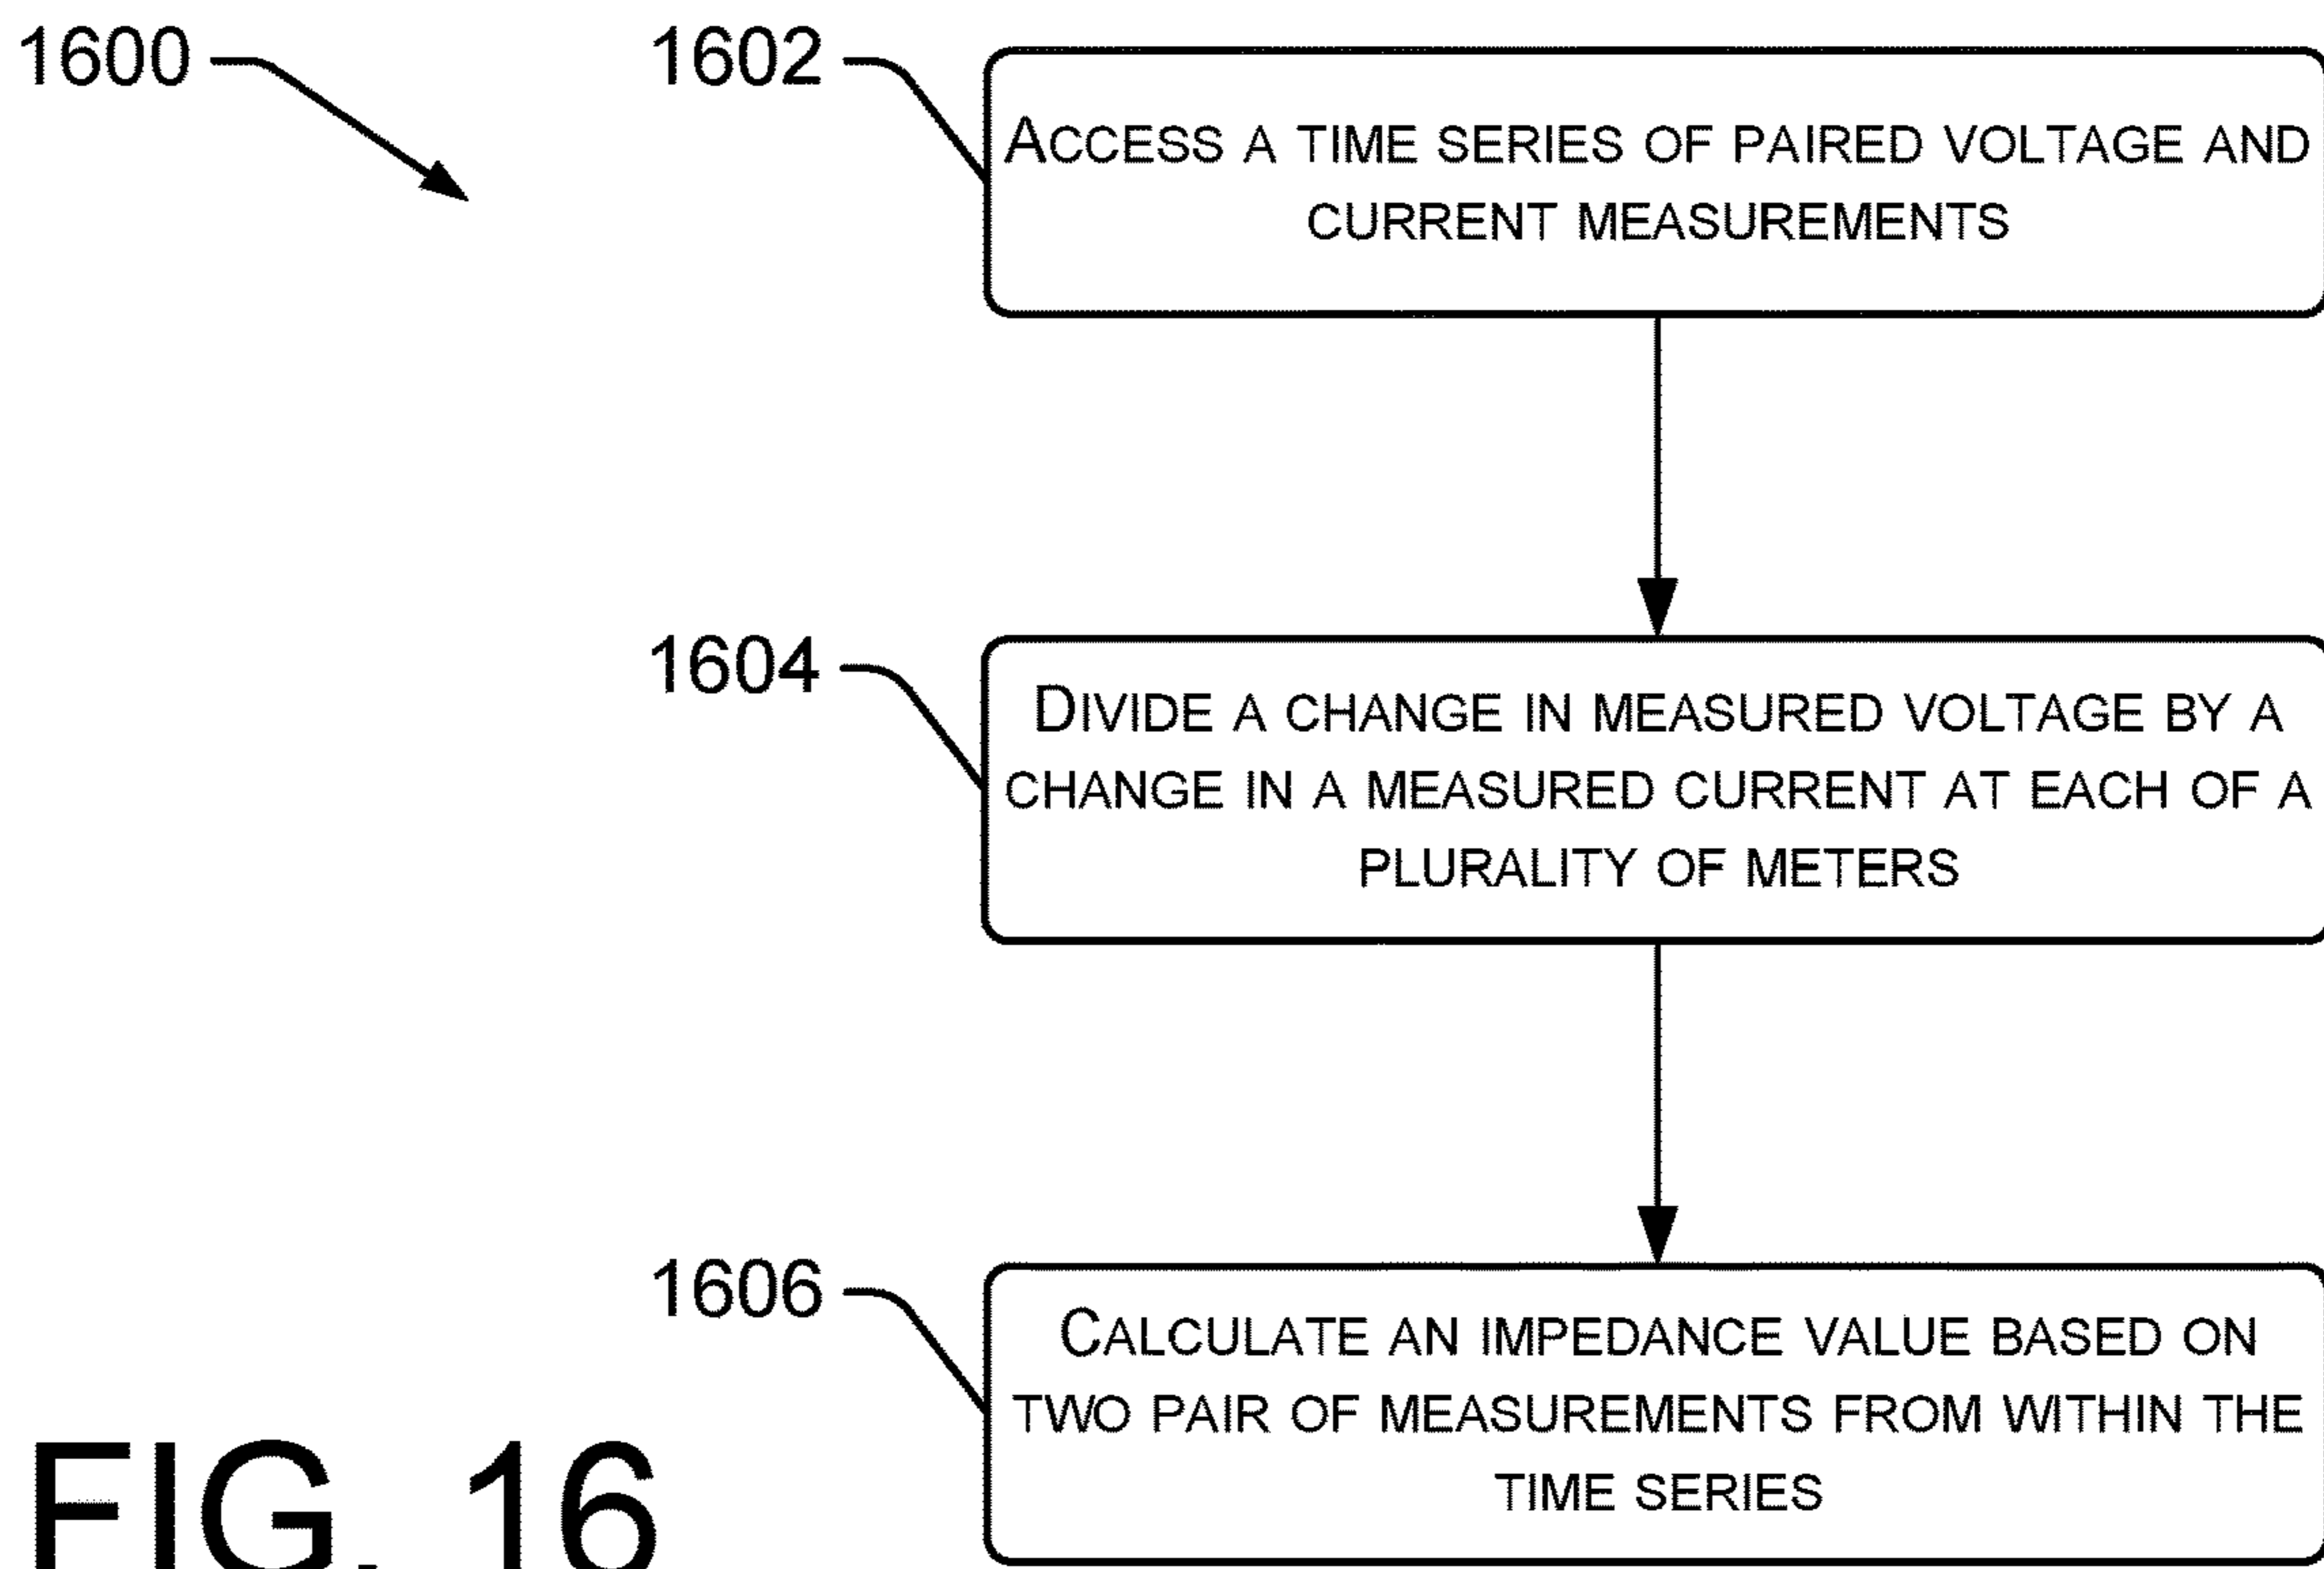 1600
1602
ACCESS A TIME SERIES OF PAIRED VOLTAGE AND
CURRENT MEASUREMENTS
1604
DIVIDE A CHANGE IN MEASURED VOLTAGE BY A
CHANGE IN A MEASURED CURRENT AT EACH OF A
PLURALITY OF METERS
1606
CALCULATE AN IMPEDANCE VALUE BASED ON
TWO PAIR OF MEASUREMENTS FROM WITHIN THE
TIME SERIES
FIG. 16